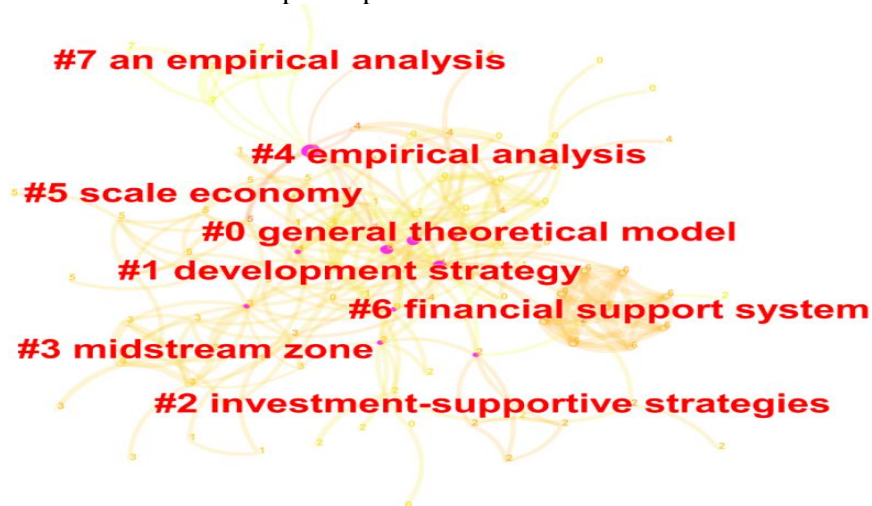 #7 an empirical analysis
#4 empirical analysis
#5 scale economy
#0 general theoretical model
#1 development strategy
#6 financial support system
#3 midstream zone
#2 investment-supportive strategies